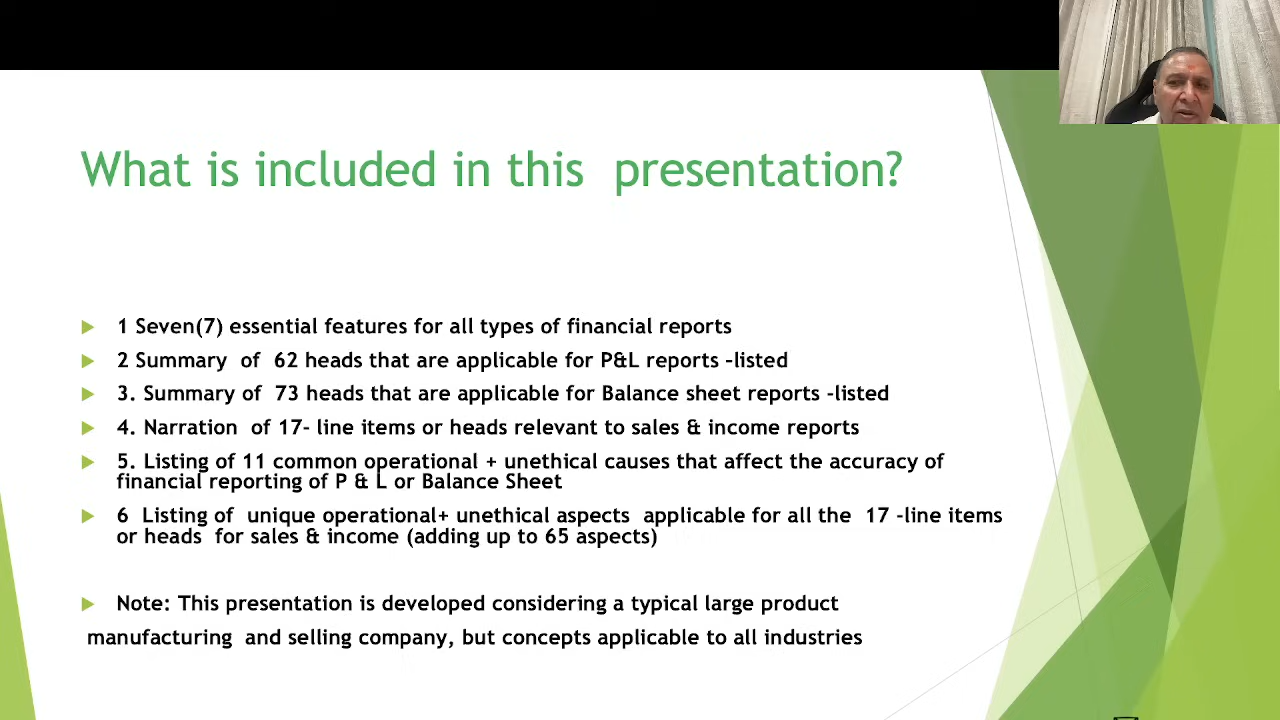 What is included in this presentation?
1 Seven(7) essential features for all types of financial reports
2 Summary of 62 heads that are applicable for P&L reports -listed
3. Summary of 73 heads that are applicable for Balance sheet reports -listed
4. Narration of 17- line items or heads relevant to sales & income reports
5. Listing of 11 common operational + unethical causes that affect the accuracy of
financial reporting of P & L or Balance Sheet
6 Listing of unique operational+ unethical aspects applicable for all the 17 -line items
or heads for sales & income (adding up to 65 aspects)
Note: This presentation is developed considering a typical large product
manufacturing and selling company, but concepts applicable to all industries